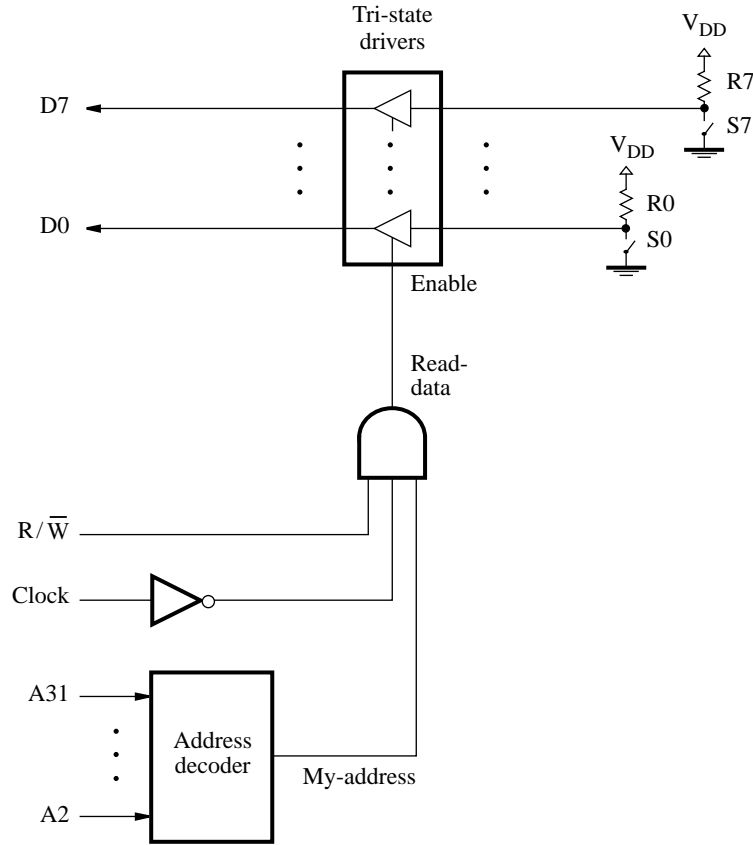 Tri-state
drivers
V_DD
R7
S7
D7
V_DD
R0
S0
D0
Enable
Read-
data
R/W̅
Clock
A31
Address
decoder
My-address
A2